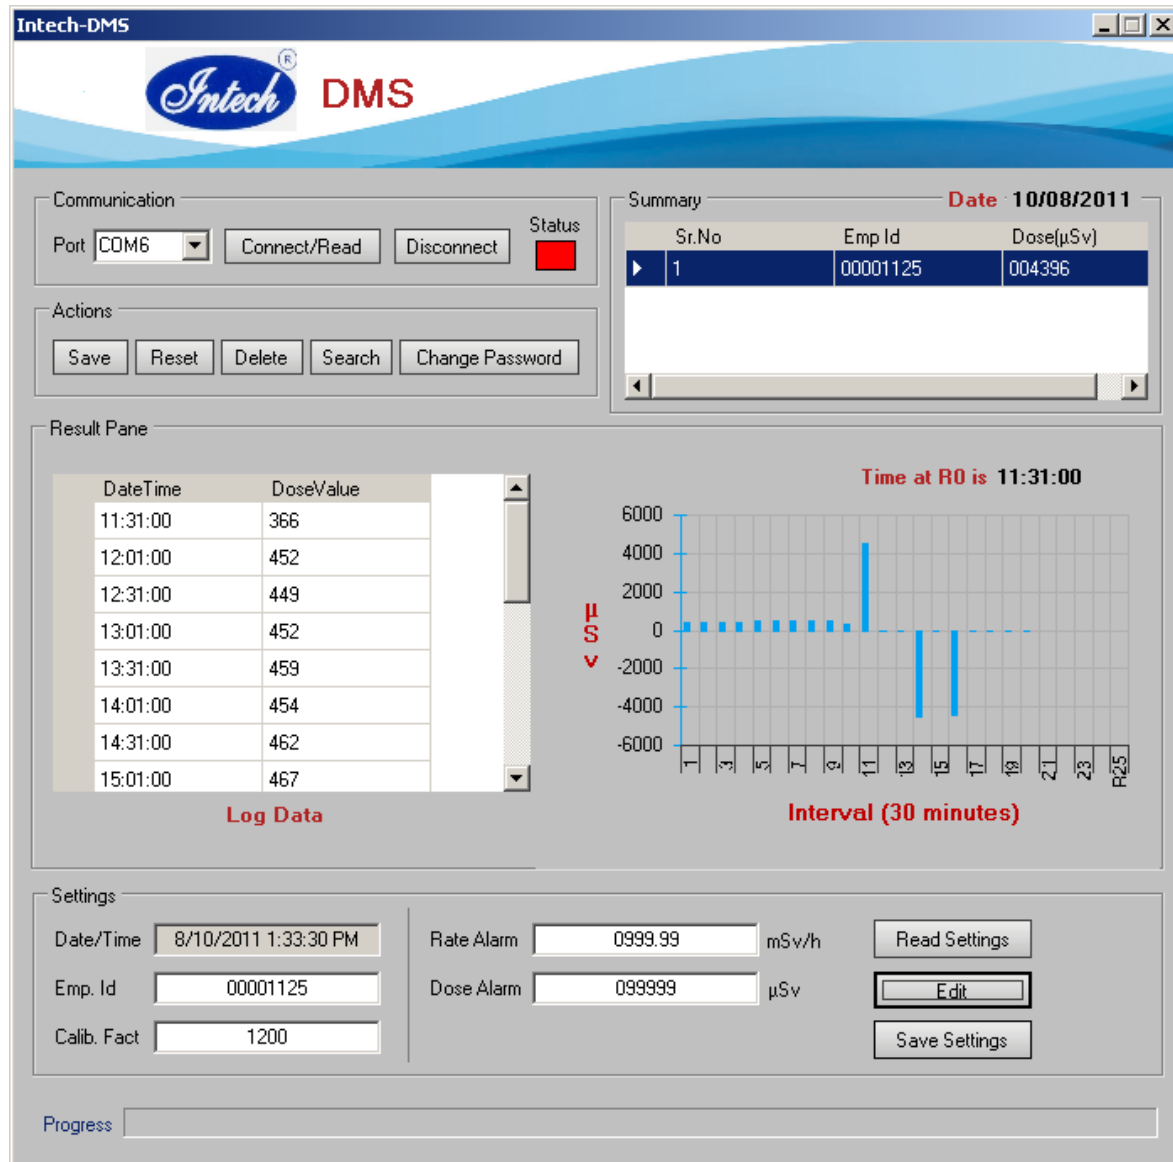 Intech-DMS
Intech ®
DMS
Communication
Port COM6 Connect/Read Disconnect Status
Summary Date 10/08/2011
Sr.No Emp Id Dose(µSv)
1 00001125 004396
Actions
Save Reset Delete Search Change Password
Result Pane
DateTime DoseValue
11:31:00 366
12:01:00 452
12:31:00 449
13:01:00 452
13:31:00 459
14:01:00 454
14:31:00 462
15:01:00 467
Log Data
Time at R0 is 11:31:00
6000
4000
2000
0
-2000
-4000
-6000
µSv
1 3 5 7 9 11 13 15 17 19 21 23 R25
Interval (30 minutes)
Settings
Date/Time 8/10/2011 1:33:30 PM
Emp. Id 00001125
Calib. Fact 1200
Rate Alarm 0999.99 mSv/h
Dose Alarm 099999 µSv
Read Settings
Edit
Save Settings
Progress